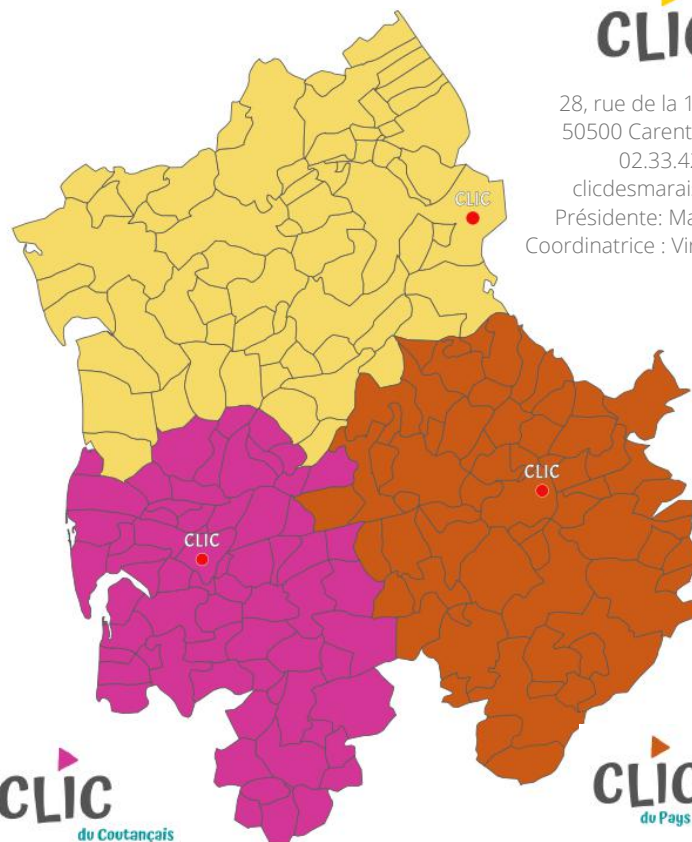 CLIC
28, rue de la 1
50500 Carent
02.33.4
clicdesmarai
Présidente: Ma
Coordinatrice : Vir
CLIC
CLIC
CLIC
CLIC
du Coutançais
CLIC
du Pays